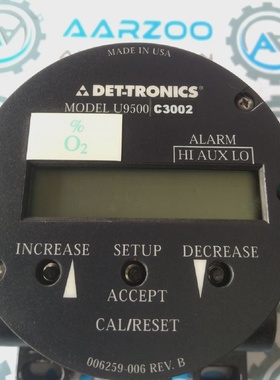 AARZOO
MADE IN USA
DET-TRONICS
MODEL U9500 C3002
%
O2
ALARM
HI AUX LO
INCREASE SETUP DECREASE
ACCEPT
CAL/RESET
006259-006 REV. B